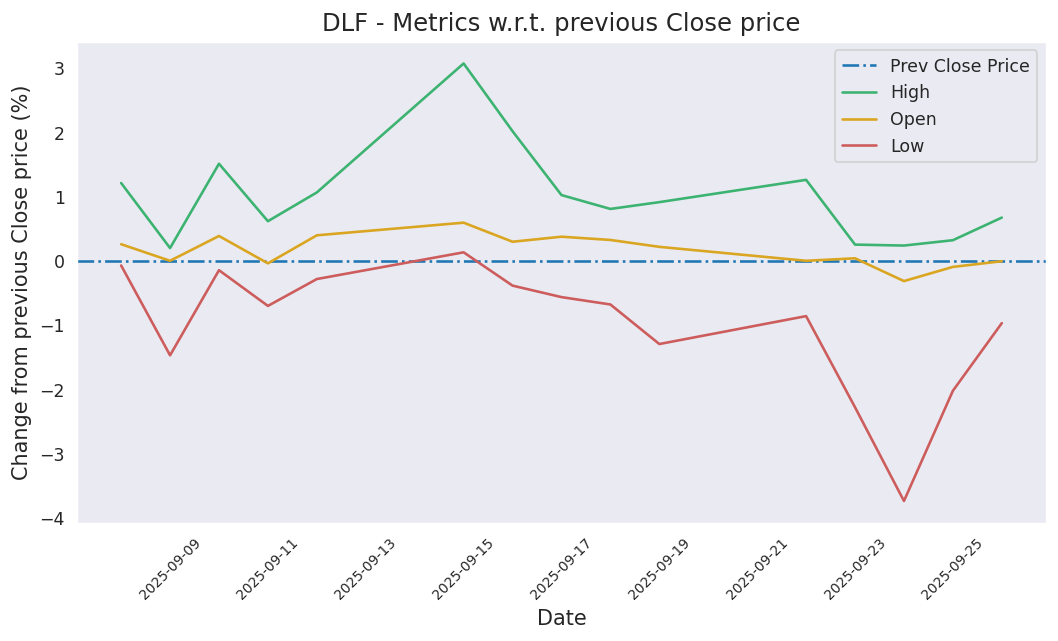 DLF - Metrics w.r.t. previous Close price
Prev Close Price
High
Open
Low
Change from previous Close price (%)
3
2
1
0
−1
−2
−3
−4
2025-09-09
2025-09-11
2025-09-13
2025-09-15
2025-09-17
2025-09-19
2025-09-21
2025-09-23
2025-09-25
Date